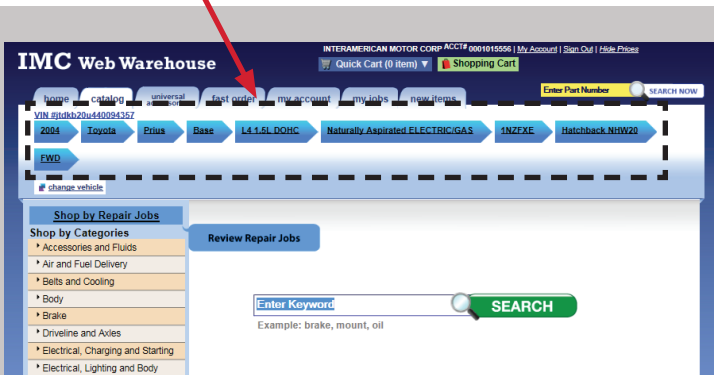 INTERAMERICAN MOTOR CORP ACCT# 0001015556 | My Account | Sign Out | Hide Prices
IMC Web Warehouse
Quick Cart (0 item) ▼ Shopping Cart
Enter Part Number SEARCH NOW
home catalog universal accessories fast order my account my jobs new items
VIN #jtdkb20u440094357
2004 Toyota Prius Base L4 1.5L DOHC Naturally Aspirated ELECTRIC/GAS 1NZFXE Hatchback NHW20
FWD
change vehicle
Shop by Repair Jobs
Shop by Categories
Review Repair Jobs
Accessories and Fluids
Air and Fuel Delivery
Belts and Cooling
Body
Brake
Driveline and Axles
Electrical, Charging and Starting
Electrical, Lighting and Body
Enter Keyword SEARCH
Example: brake, mount, oil